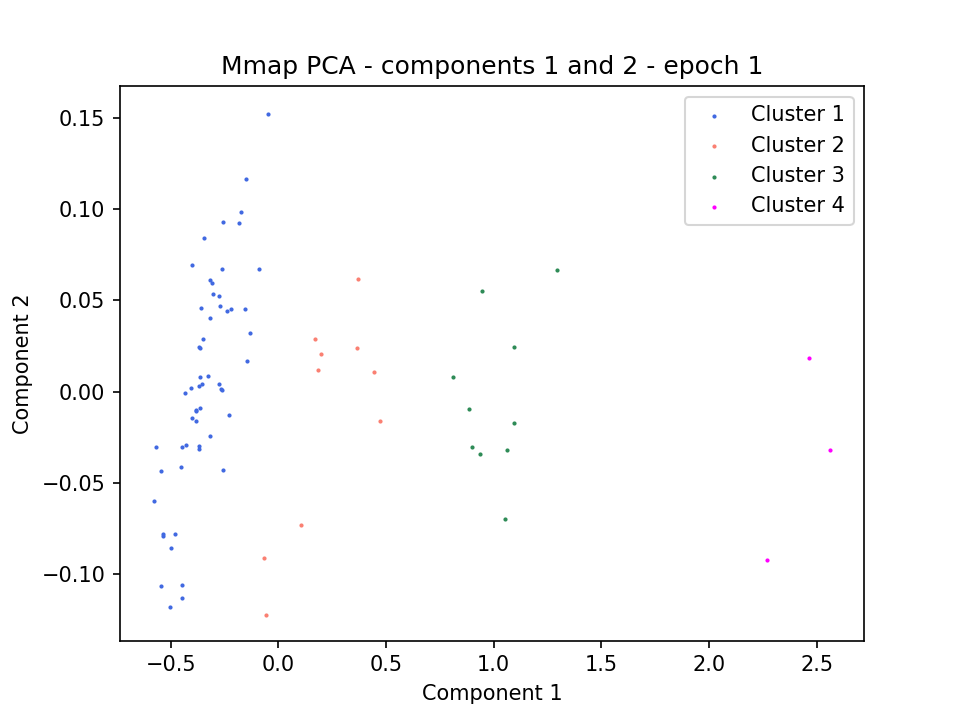 Mmap PCA - components 1 and 2 - epoch 1
Cluster 1
Cluster 2
Cluster 3
Cluster 4
Component 2
0.15
0.10
0.05
0.00
−0.05
−0.10
−0.5 0.0 0.5 1.0 1.5 2.0 2.5
Component 1